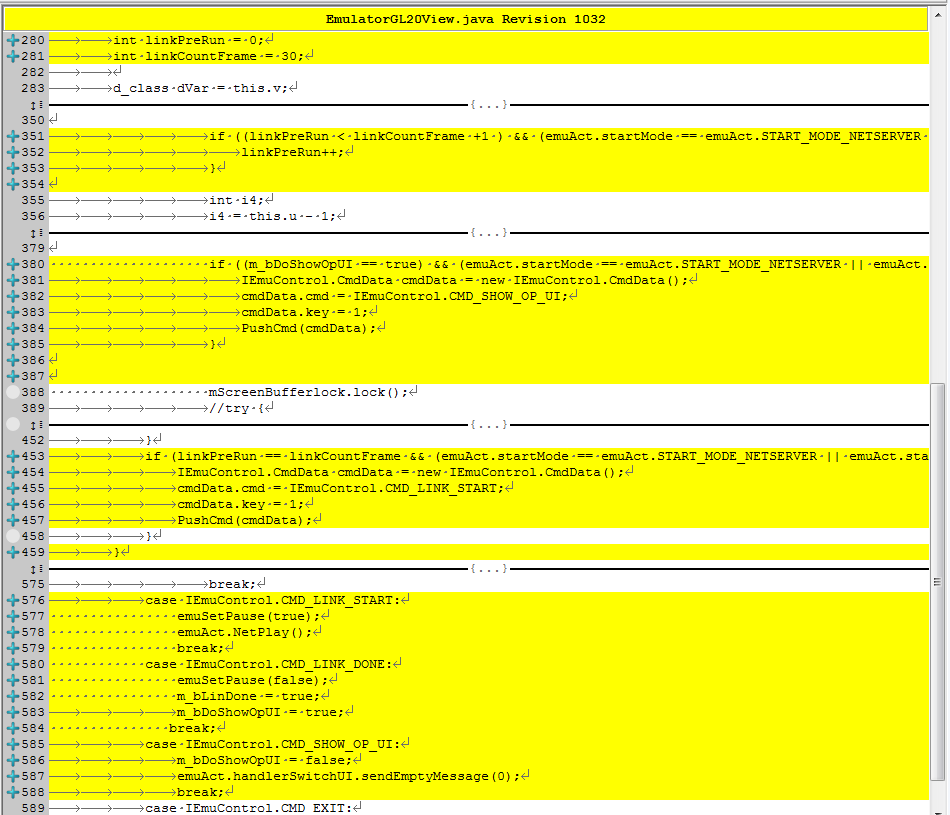 EmulatorGL20View.java Revision 1032
280 int linkPreRun = 0;
281 int linkCountFrame = 30;
282
283 d_class dVar = this.v;
{...}
350
351 if ((linkPreRun < linkCountFrame +1 ) && (emuAct.startMode == emuAct.START_MODE_NETSERVER
352 linkPreRun++;
353 }
354
355 int i4;
356 i4 = this.u - 1;
{...}
379
380 if ((m_bDoShowOpUI == true) && (emuAct.startMode == emuAct.START_MODE_NETSERVER || emuAct.
381 IEmuControl.CmdData cmdData = new IEmuControl.CmdData();
382 cmdData.cmd = IEmuControl.CMD_SHOW_OP_UI;
383 cmdData.key = 1;
384 PushCmd(cmdData);
385 }
386
387
388 mScreenBufferlock.lock();
389 //try {
{...}
452 }
453 if (linkPreRun == linkCountFrame && (emuAct.startMode == emuAct.START_MODE_NETSERVER || emuAct.sta
454 IEmuControl.CmdData cmdData = new IEmuControl.CmdData();
455 cmdData.cmd = IEmuControl.CMD_LINK_START;
456 cmdData.key = 1;
457 PushCmd(cmdData);
458 }
459 }
{...}
575 break;
576 case IEmuControl.CMD_LINK_START:
577 emuSetPause(true);
578 emuAct.NetPlay();
579 break;
580 case IEmuControl.CMD_LINK_DONE:
581 emuSetPause(false);
582 m_bLinDone = true;
583 m_bDoShowOpUI = true;
584 break;
585 case IEmuControl.CMD_SHOW_OP_UI:
586 m_bDoShowOpUI = false;
587 emuAct.handlerSwitchUI.sendEmptyMessage(0);
588 break;
589 case IEmuControl.CMD_EXIT: